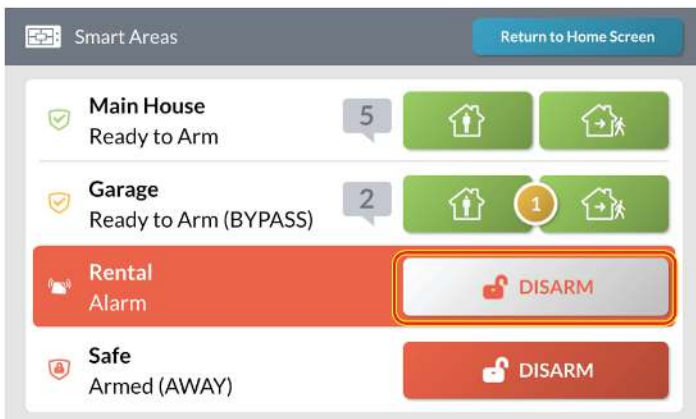 Smart Areas
Return to Home Screen
Main House
Ready to Arm
5
Garage
Ready to Arm (BYPASS)
2
1
Rental
Alarm
DISARM
Safe
Armed (AWAY)
DISARM